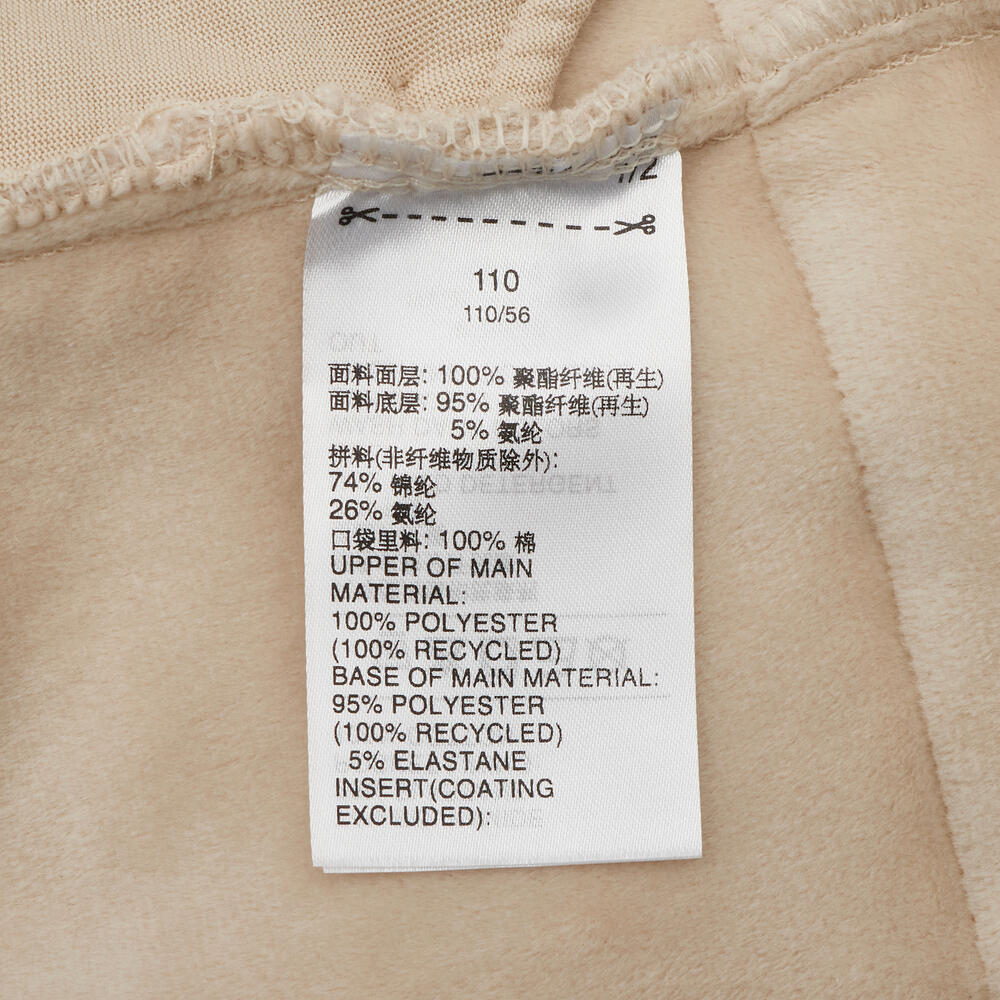 110
110/56
面料面层: 100% 聚酯纤维(再生)
面料底层: 95% 聚酯纤维(再生)
5% 氨纶
拼料(非纤维物质除外):
74% 锦纶
26% 氨纶
口袋里料: 100% 棉
UPPER OF MAIN
MATERIAL:
100% POLYESTER
(100% RECYCLED)
BASE OF MAIN MATERIAL:
95% POLYESTER
(100% RECYCLED)
5% ELASTANE
INSERT(COATING
EXCLUDED):